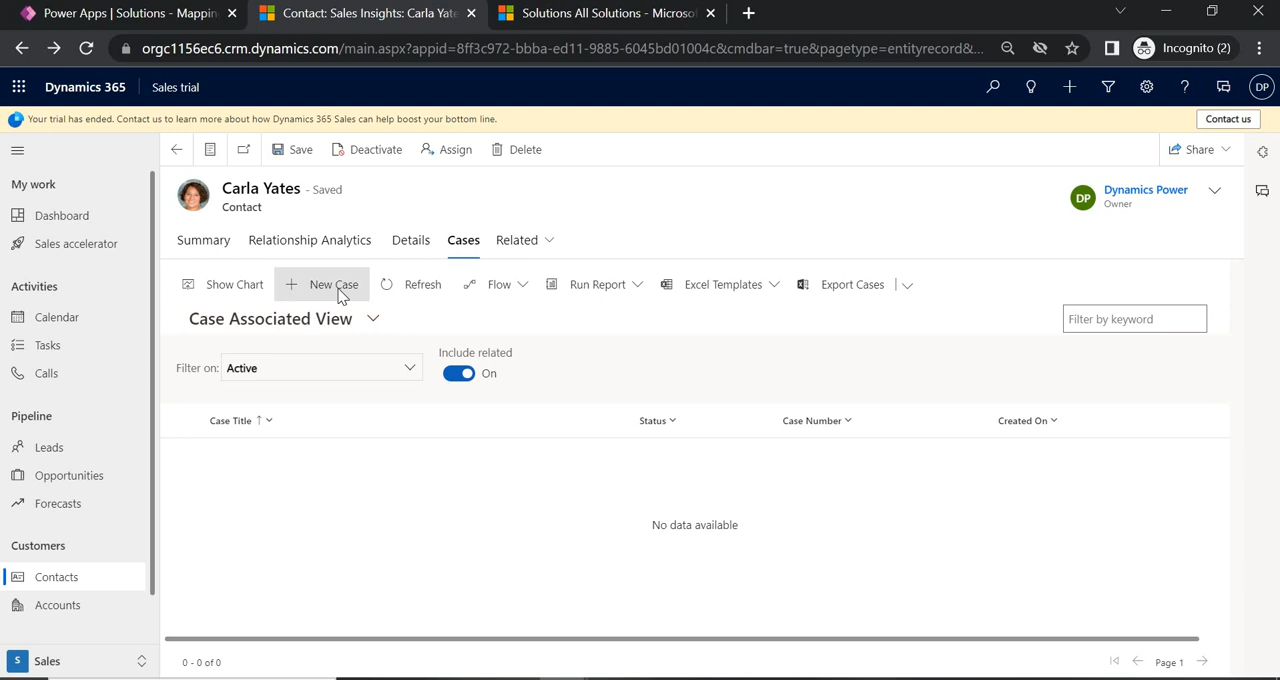 Power Apps | Solutions - Mappin
Contact: Sales Insights: Carla Yate
Solutions All Solutions - Microsof
orgc1156ec6.crm.dynamics.com/main.aspx?appid=8ff3c972-bbba-ed11-9885-6045bd01004c&cmdbar=true&pagetype=entityrecord&...
Incognito (2)
Dynamics 365
Sales trial
DP
Your trial has ended. Contact us to learn more about how Dynamics 365 Sales can help boost your bottom line.
Contact us
Save
Deactivate
Assign
Delete
Share
My work
Dashboard
Sales accelerator
Activities
Calendar
Tasks
Calls
Pipeline
Leads
Opportunities
Forecasts
Customers
Contacts
Accounts
S Sales
Carla Yates - Saved
Contact
DP
Dynamics Power
Owner
Summary
Relationship Analytics
Details
Cases
Related
Show Chart
New Case
Refresh
Flow
Run Report
Excel Templates
Export Cases
Case Associated View
Filter by keyword
Filter on: Active
Include related
On
Case Title
Status
Case Number
Created On
No data available
0 - 0 of 0
Page 1